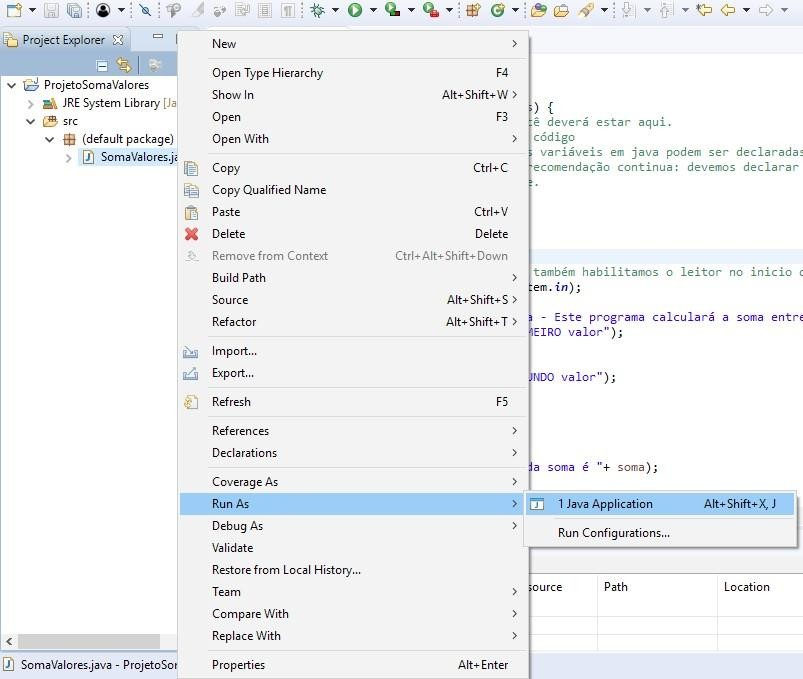 Project Explorer
ProjetoSomaValores
JRE System Library [Ja
src
(default package)
SomaValores.ja
New
Open Type Hierarchy F4
Show In Alt+Shift+W
Open F3
Open With
Copy Ctrl+C
Copy Qualified Name
Paste Ctrl+V
Delete Delete
Remove from Context Ctrl+Alt+Shift+Down
Build Path
Source Alt+Shift+S
Refactor Alt+Shift+T
Import...
Export...
Refresh F5
References
Declarations
Coverage As
Run As
Debug As
Validate
Restore from Local History...
Team
Compare With
Replace With
Properties Alt+Enter
1 Java Application Alt+Shift+X, J
Run Configurations...
s) {
cê deverá estar aqui.
código
s variáveis em java podem ser declaradas
recomendação continua: devemos declarar
e.
também habilitamos o leitor no inicio
tem.in);
a - Este programa calculará a soma entre
MEIRO valor");
UNDO valor");
da soma é "+ soma);
source Path Location
SomaValores.java - ProjetoSor